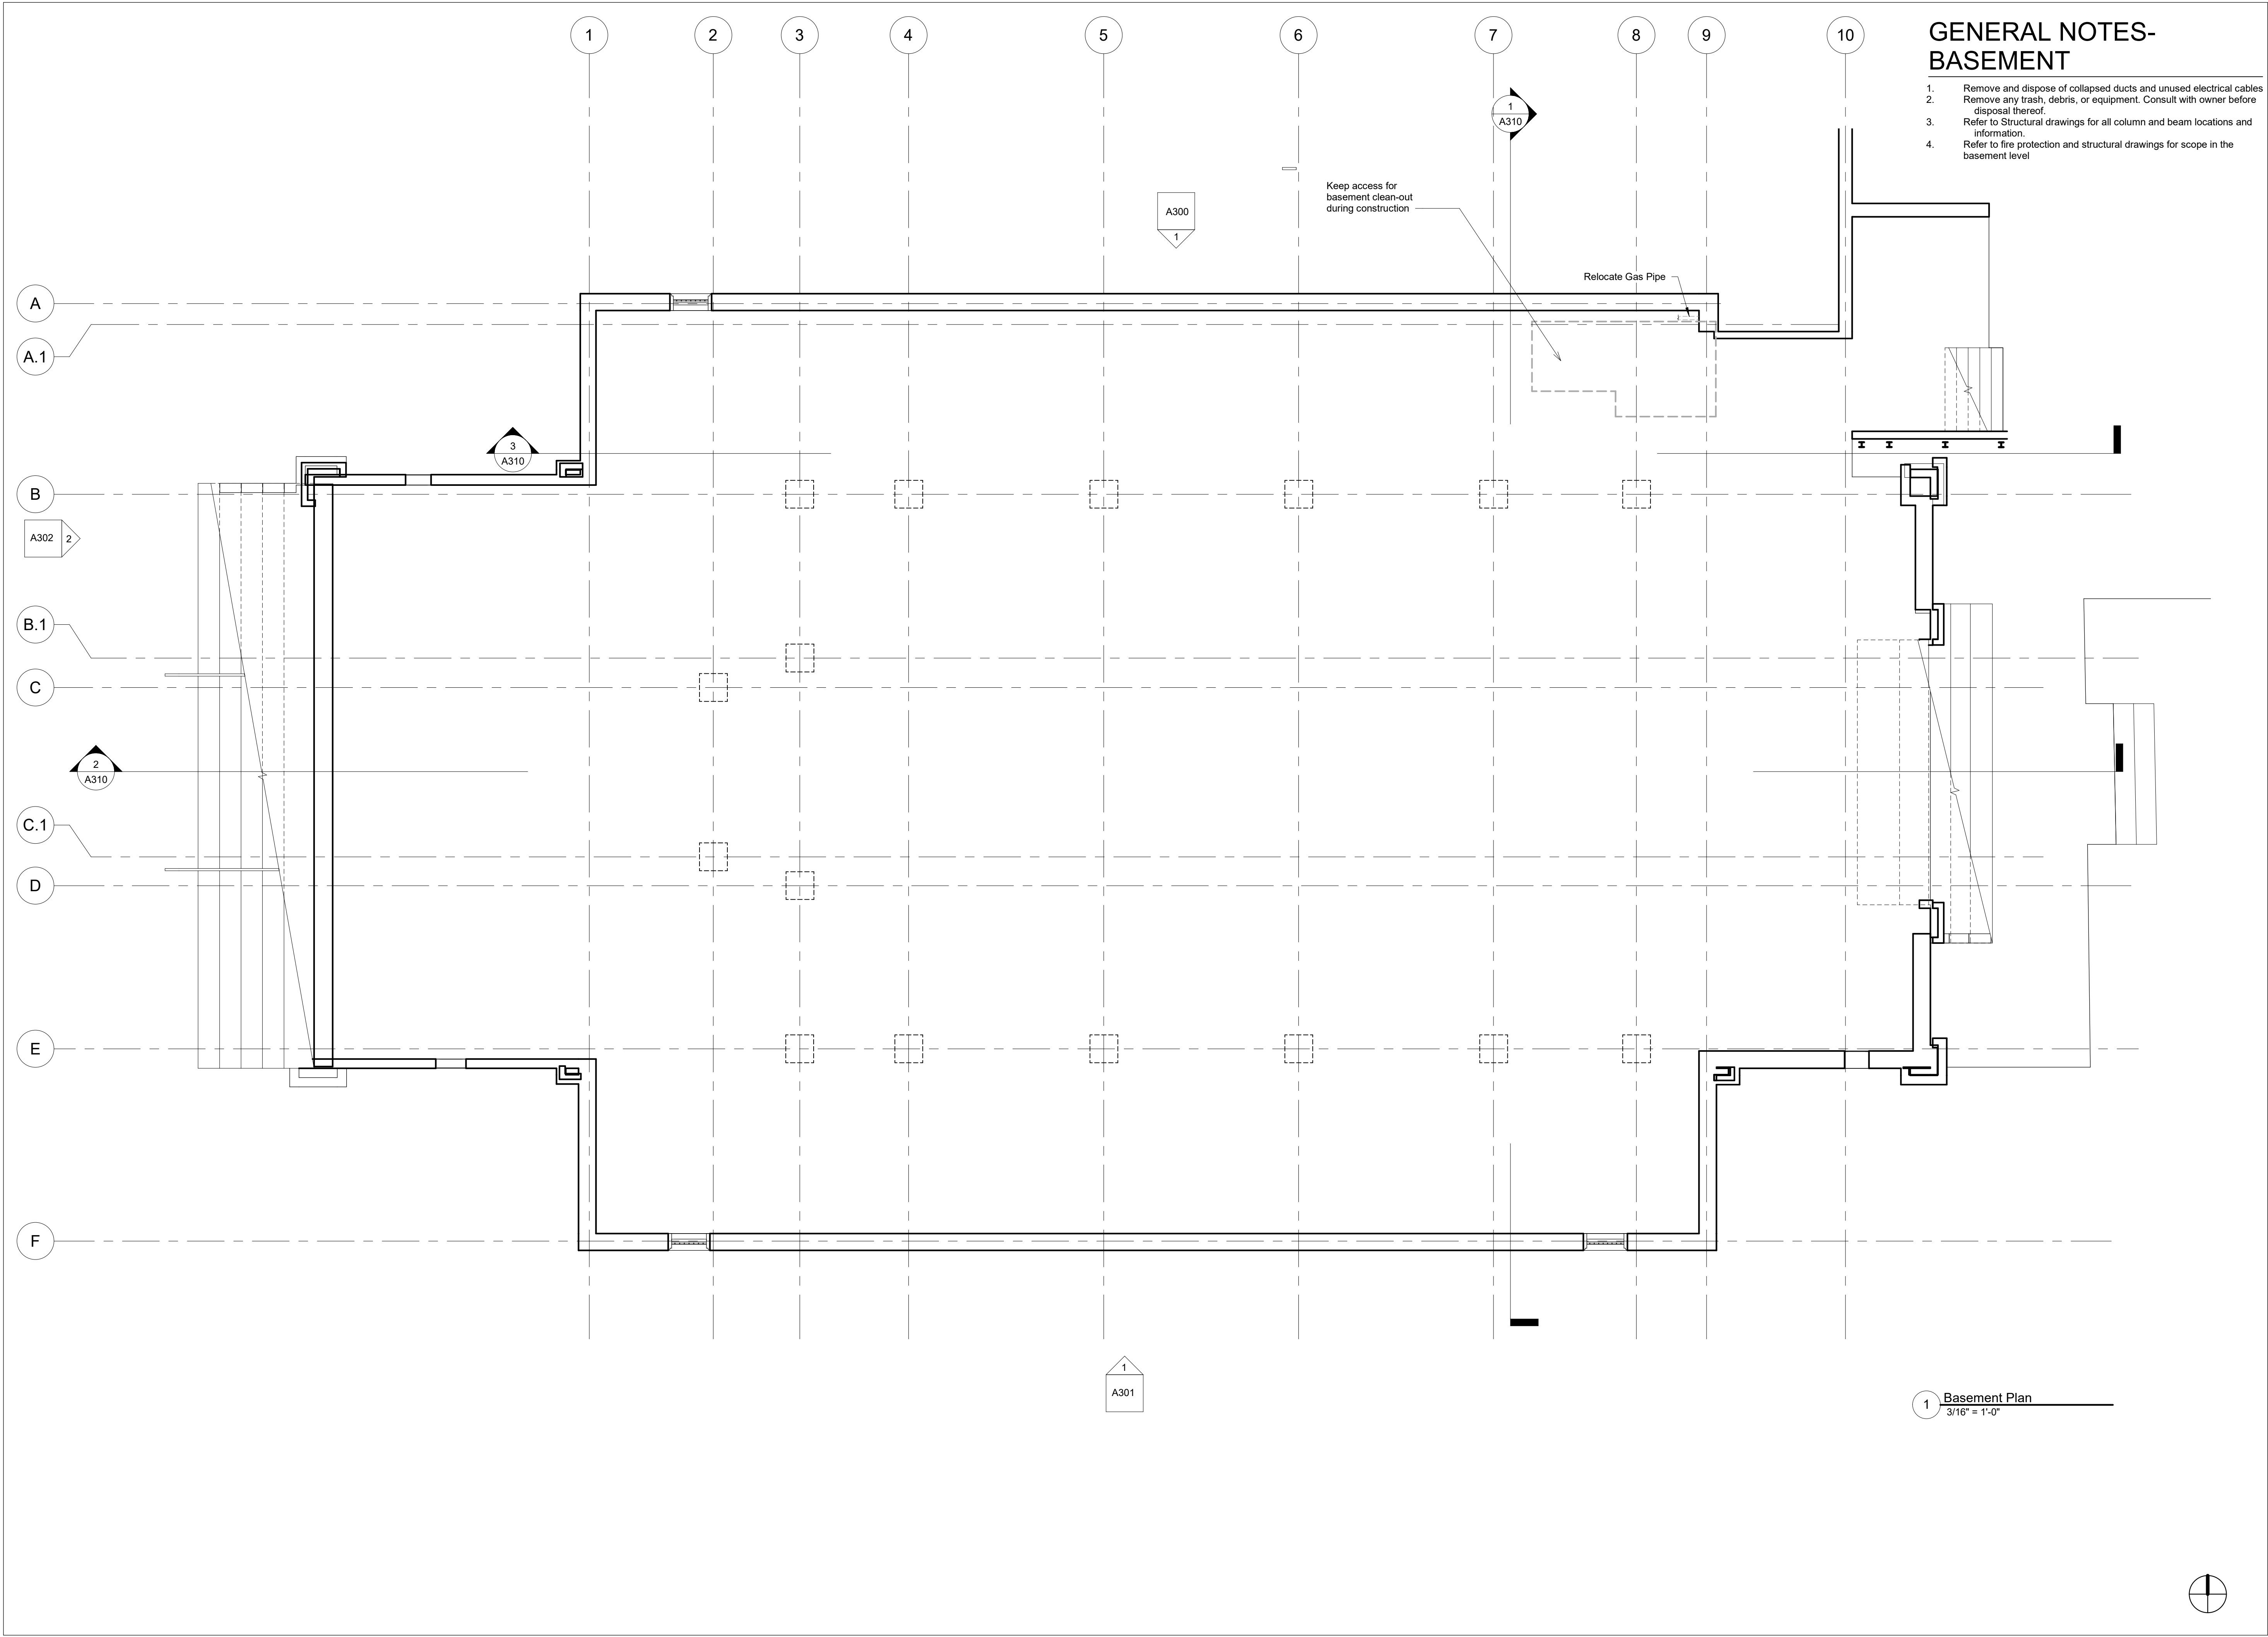 1 2 3 4 5 6 7 8 9 10
GENERAL NOTES-
BASEMENT
1. Remove and dispose of collapsed ducts and unused electrical cables
2. Remove any trash, debris, or equipment. Consult with owner before
disposal thereof.
3. Refer to Structural drawings for all column and beam locations and
information.
4. Refer to fire protection and structural drawings for scope in the
basement level
1
A310
Keep access for
basement clean-out
during construction
A300
1
Relocate Gas Pipe
A
A.1
3
A310
B
A302 2
B.1
C
2
A310
C.1
D
E
F
1
A301
1 Basement Plan
3/16" = 1'-0"